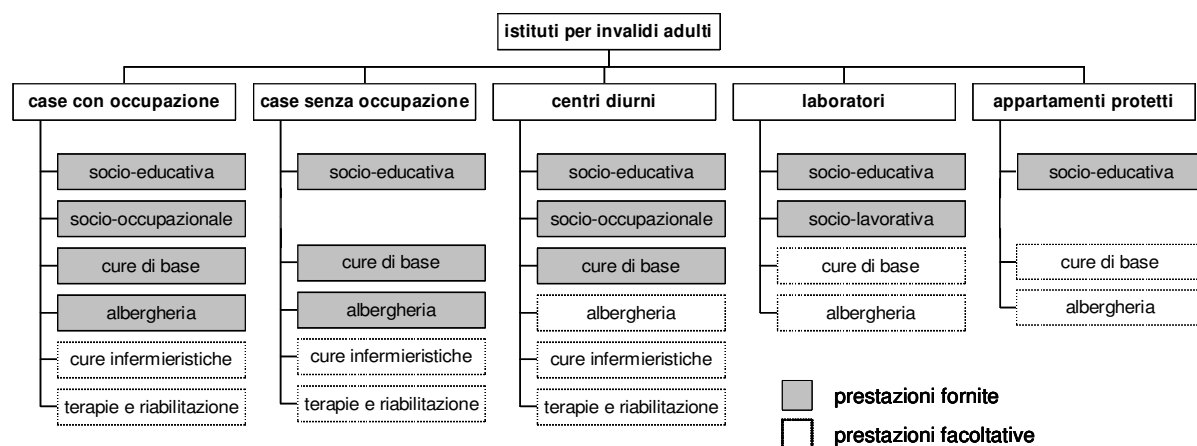 istituti per invalidi adulti
case con occupazione
socio-educativa
socio-occupazionale
cure di base
albergheria
cure infermieristiche
terapie e riabilitazione
case senza occupazione
socio-educativa
cure di base
albergheria
cure infermieristiche
terapie e riabilitazione
centri diurni
socio-educativa
socio-occupazionale
cure di base
albergheria
cure infermieristiche
terapie e riabilitazione
laboratori
socio-educativa
socio-lavorativa
cure di base
albergheria
appartamenti protetti
socio-educativa
cure di base
albergheria
prestazioni fornite
prestazioni facoltative